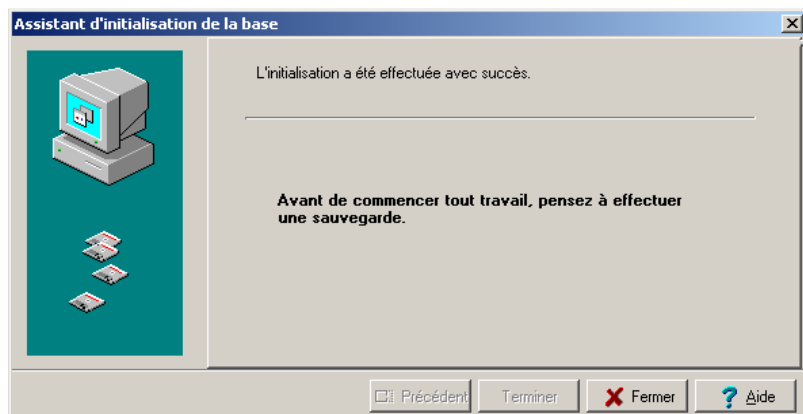 Assistant d'initialisation de la base
L'initialisation a été effectuée avec succès.
Avant de commencer tout travail, pensez à effectuer
une sauvegarde.
Précédent
Terminer
Fermer
Aide